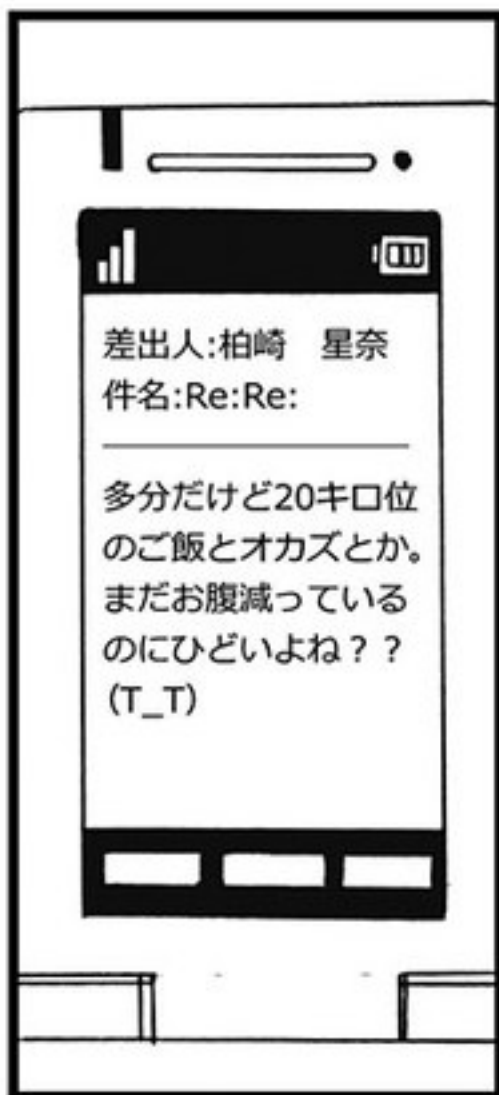 差出人:柏崎　星奈
件名:Re:Re:
多分だけど20キロ位
のご飯とオカズとか。
まだお腹減っている
のにひどいよね？？
(T_T)